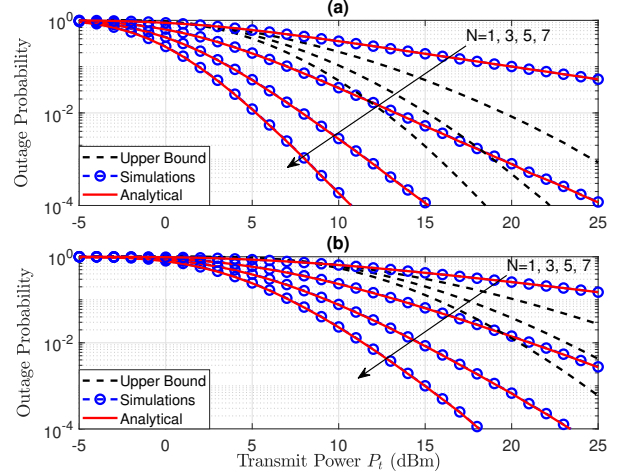 (a)
Outage Probability
10^0
10^-2
10^-4
N=1, 3, 5, 7
Upper Bound
Simulations
Analytical
-5 0 5 10 15 20 25
(b)
Outage Probability
10^0
10^-2
10^-4
N=1, 3, 5, 7
Upper Bound
Simulations
Analytical
-5 0 5 10 15 20 25
Transmit Power P_t (dBm)